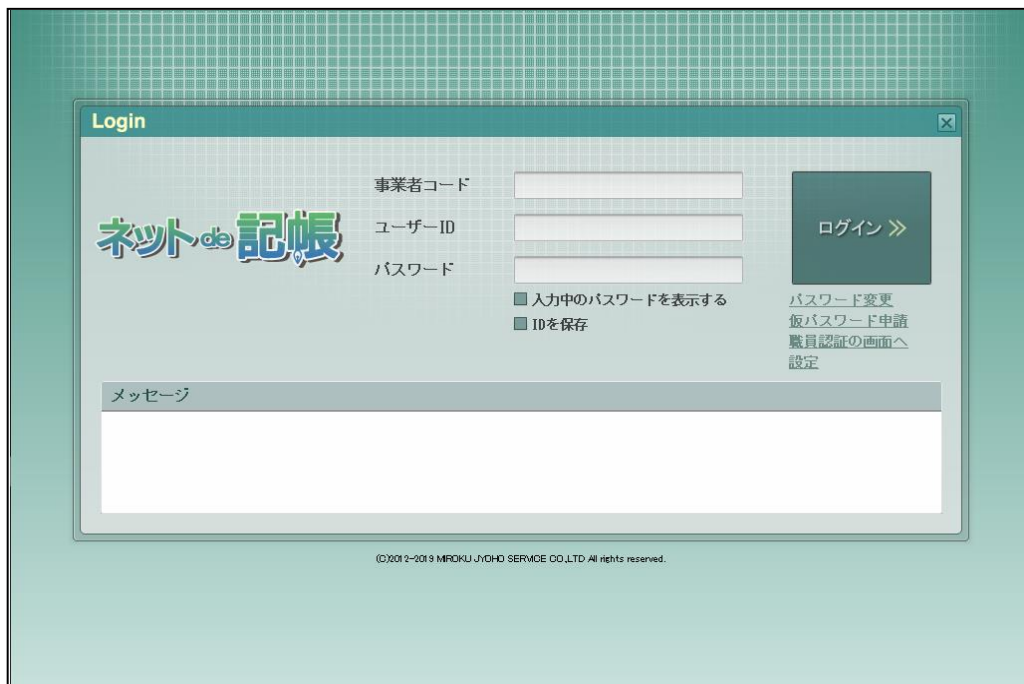 Login
事業者コード
ネットde記帳
ユーザーID
パスワード
ログイン
入力中のパスワードを表示する
IDを保存
パスワード変更
仮パスワード申請
職員認証の画面へ
設定
メッセージ
(C)2012-2019 MIROKU JYOHO SERVICE CO.,LTD All rights reserved.